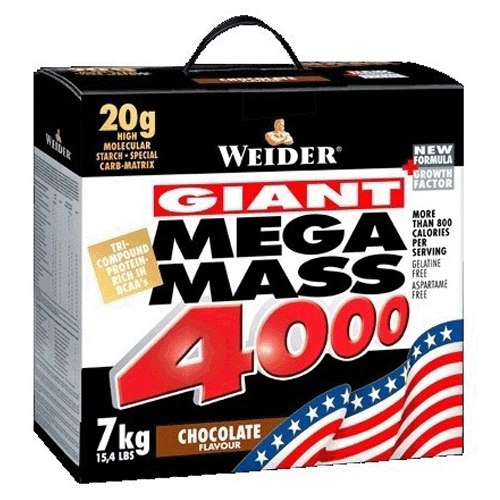 CHOCOLATE
20g
HIGH
MOLECULAR
STARCH • SPECIAL
CARB-MATRIX
WEIDER®
NEW
FORMULA
+GROWTH
FACTOR
GIANT
MEGA
MASS
4000
TRI-
COMPOUND
PROTEIN-
RICH IN
BCAA's
MORE
THAN 800
CALORIES
PER
SERVING
GELATINE
FREE
ASPARTAME
FREE
7kg
15,4 LBS
CHOCOLATE
FLAVOUR